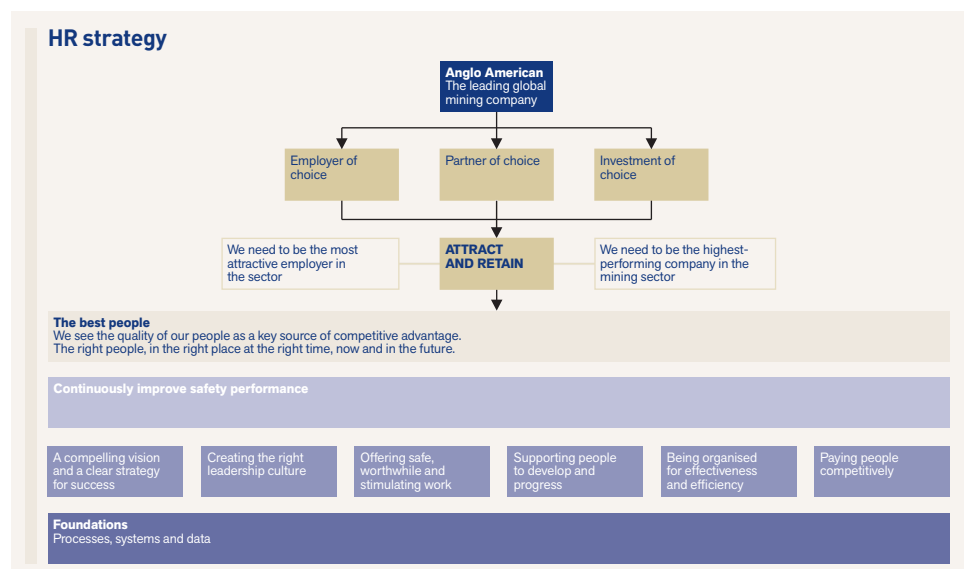 HR strategy
Anglo American
The leading global
mining company
Employer of
choice
Partner of choice
Investment of
choice
We need to be the most
attractive employer in
the sector
ATTRACT
AND RETAIN
We need to be the highest-
performing company in the
mining sector
The best people
We see the quality of our people as a key source of competitive advantage.
The right people, in the right place at the right time, now and in the future.
Continuously improve safety performance
A compelling vision
and a clear strategy
for success
Creating the right
leadership culture
Offering safe,
worthwhile and
stimulating work
Supporting people
to develop and
progress
Being organised
for effectiveness
and efficiency
Paying people
competitively
Foundations
Processes, systems and data